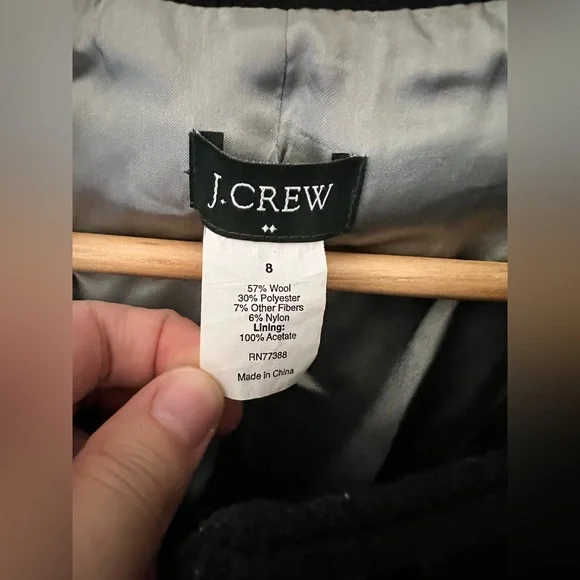 J.CREW
8
57% Wool
30% Polyester
7% Other Fibers
6% Nylon
Lining:
100% Acetate
RN77388
Made in China